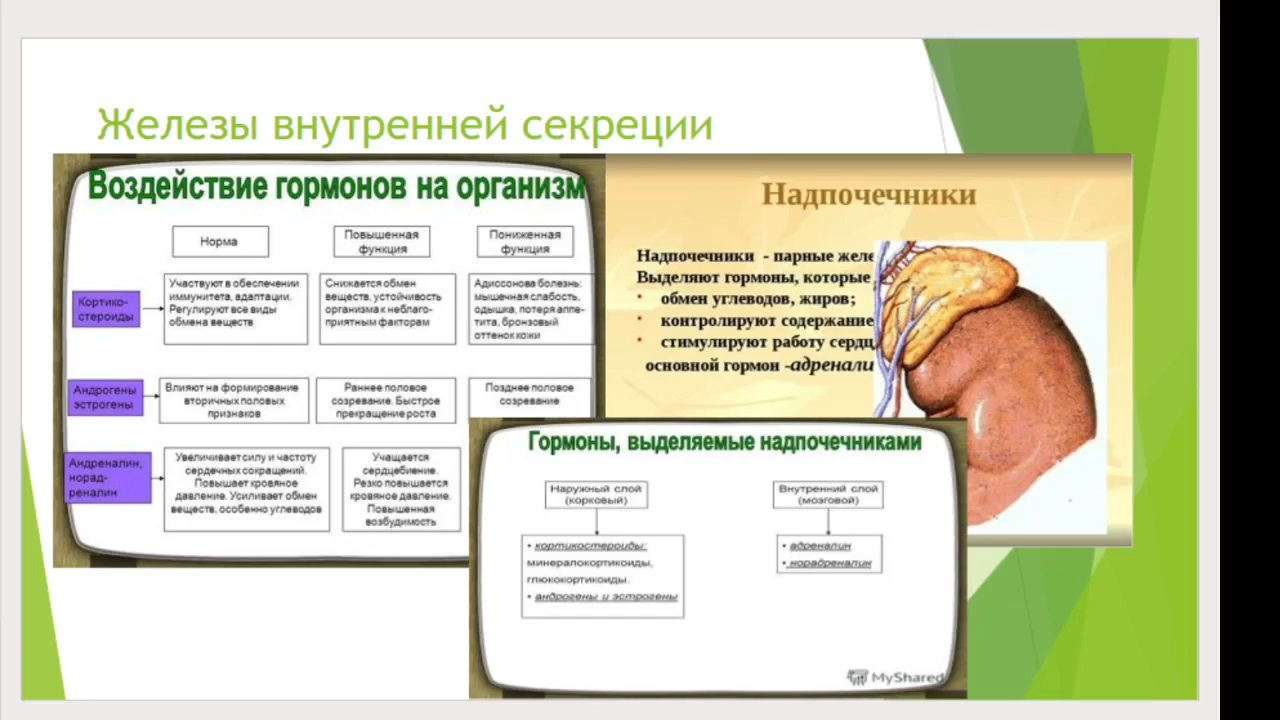 Железы внутренней секреции
Воздействие гормонов на организм
Норма
Повышенная
функция
Пониженная
функция
Кортико-
стероиды
Участвуют в обеспечении
иммунитета, адаптации.
Регулируют все виды
обмена веществ
Снижается обмен
веществ, устойчивость
организма к неблаго-
приятным факторам
Адиссонова болезнь:
мышечная слабость,
одышка, потеря аппе-
тита, бронзовый
оттенок кожи
Андрогены
эстрогены
Влияют на формирование
вторичных половых
признаков
Раннее половое
созревание. Быстрое
прекращение роста
Позднее половое
созревание
Андреналин,
норад-
реналин
Увеличивает силу и частоту
сердечных сокращений.
Повышает кровяное
давление. Усиливает обмен
веществ, особенно углеводов
Учащается
сердцебиение.
Резко повышается
кровяное давление.
Повышенная
возбудимость
Надпочечники
Надпочечники - парные желе
Выделяют гормоны, которые
• обмен углеводов, жиров;
• контролируют содержание
• стимулируют работу сердц
основной гормон -адренали
Гормоны, выделяемые надпочечниками
Наружный слой
(корковый)
• кортикостероиды:
минералокортикоиды,
глюкокортикоиды.
• андрогены и эстрогены
Внутренний слой
(мозговой)
• адреналин
• норадреналин
MyShared